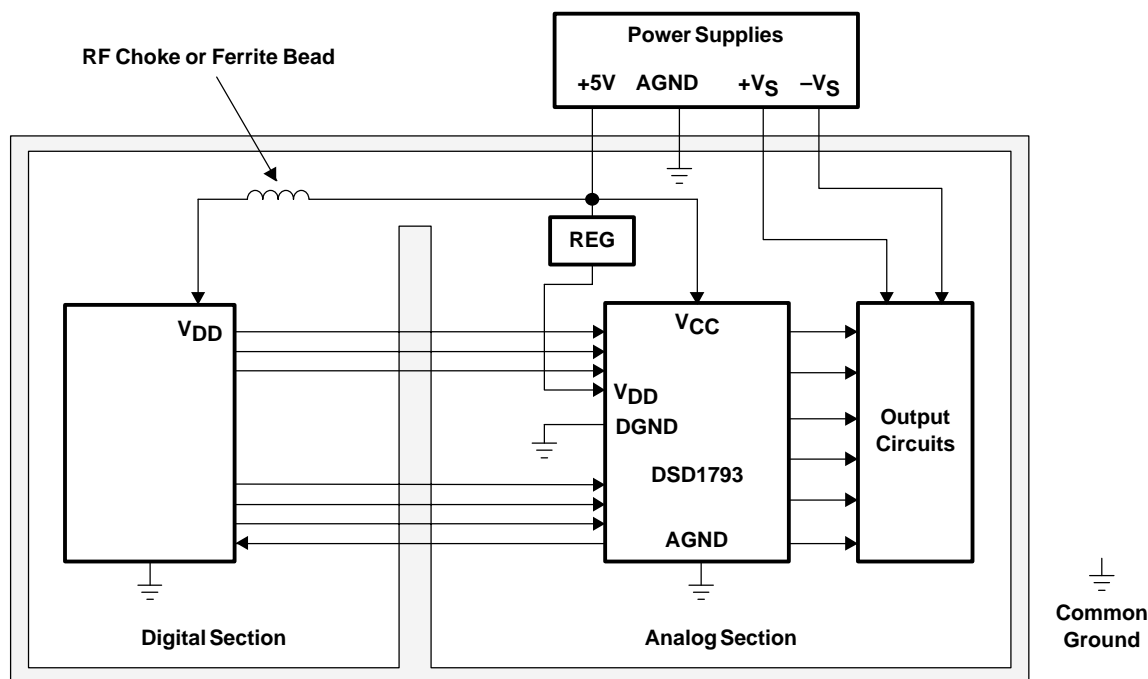 Power Supplies
RF Choke or Ferrite Bead
+5V AGND +VS –VS
REG
VDD
VCC
VDD
DGND
Output
Circuits
DSD1793
AGND
Common
Ground
Digital Section
Analog Section